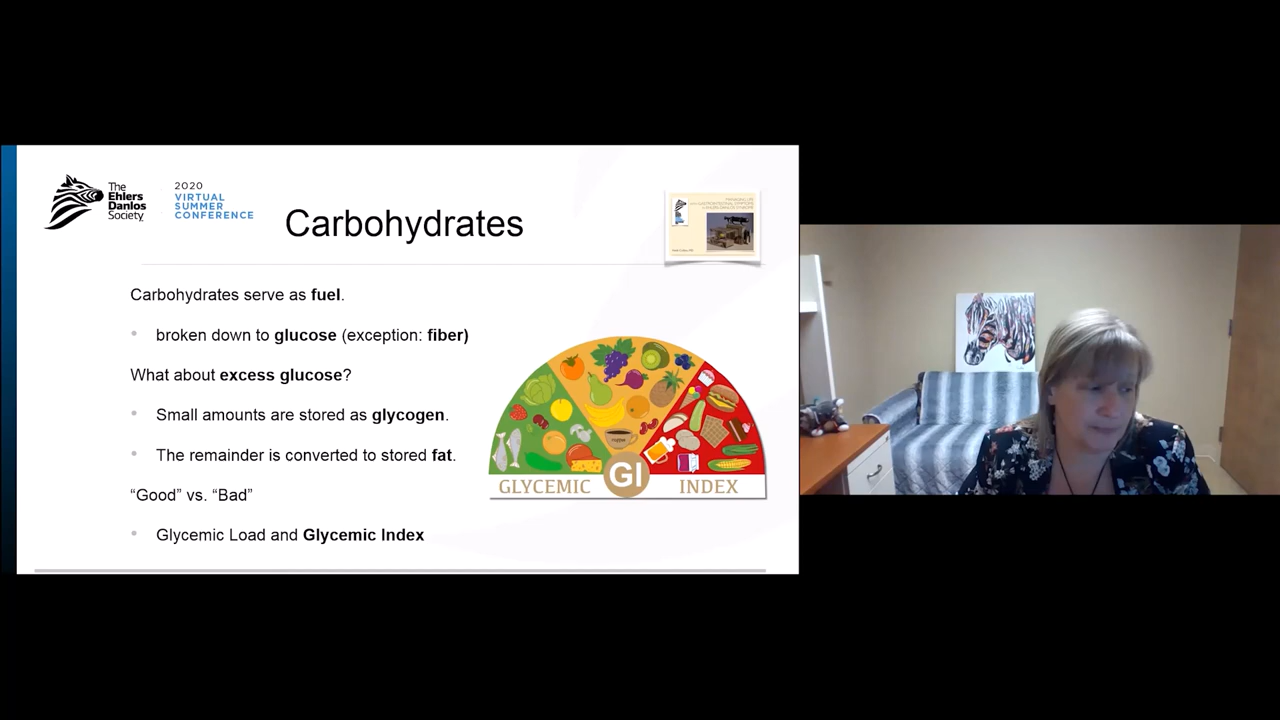 The
Ehlers
Danlos
Society
2020
VIRTUAL
SUMMER
CONFERENCE
Carbohydrates
Carbohydrates serve as fuel.
broken down to glucose (exception: fiber)
What about excess glucose?
Small amounts are stored as glycogen.
The remainder is converted to stored fat.
“Good” vs. “Bad”
Glycemic Load and Glycemic Index
GLYCEMIC GI INDEX